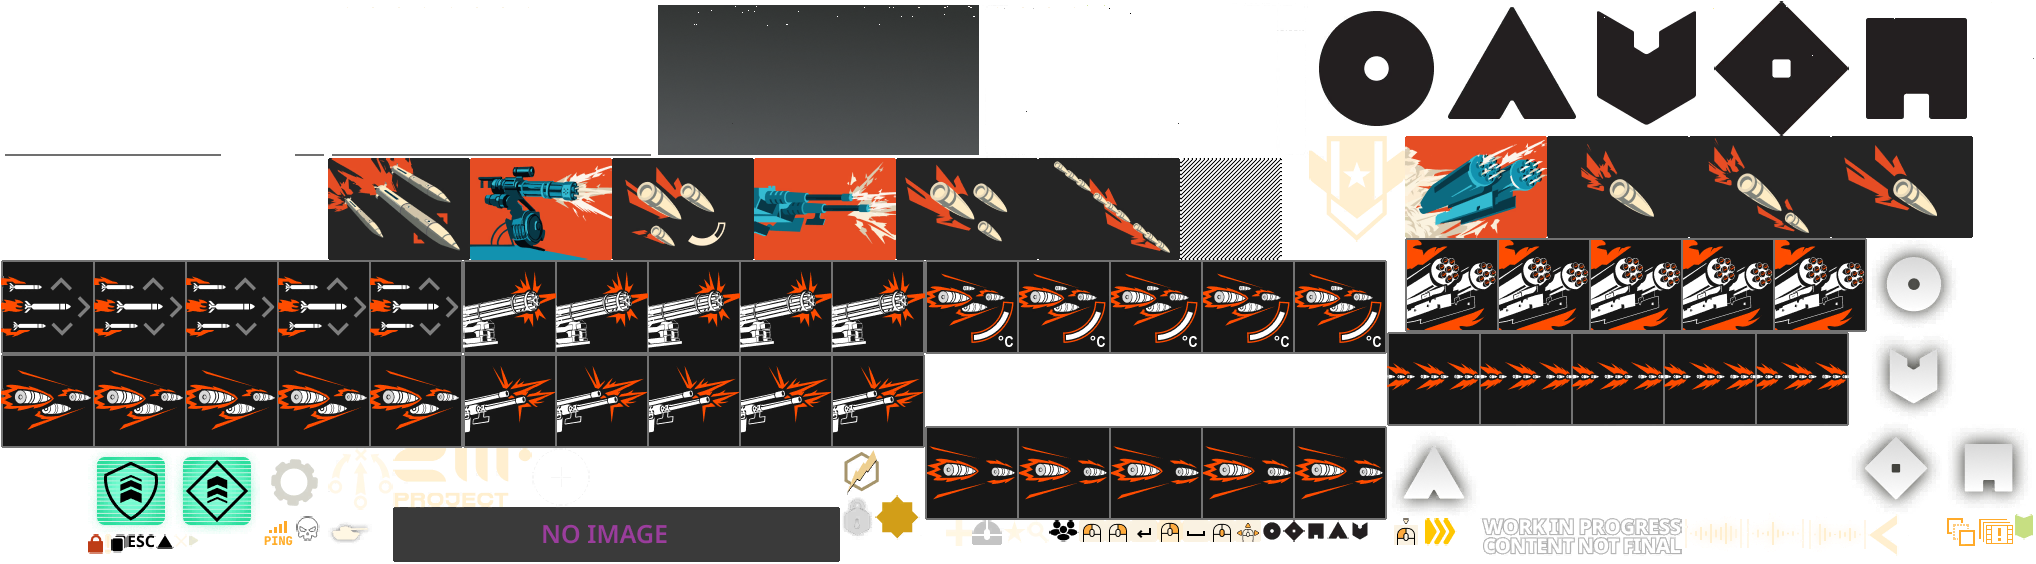 °C °C °C °C °C
PROJECT
NO IMAGE
ESC
PING
WORK IN PROGRESS
CONTENT NOT FINAL